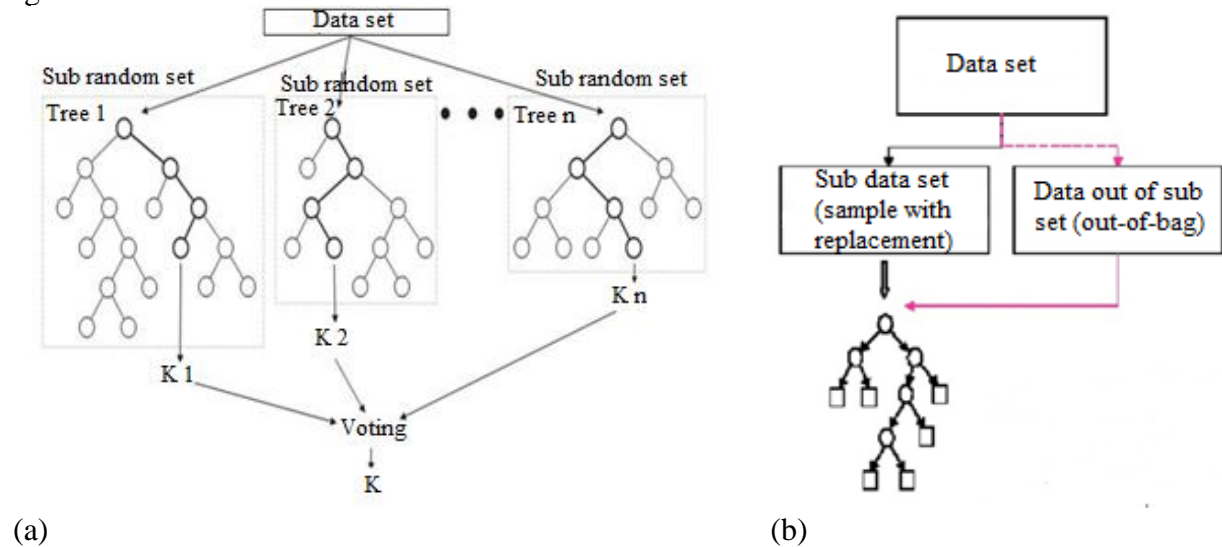 Data set
Sub random set
Sub random set
Sub random set
Tree 1
Tree 2
Tree n
K 1
K 2
K n
Voting
K
(a)
Data set
Sub data set
(sample with
replacement)
Data out of sub
set (out-of-bag)
(b)